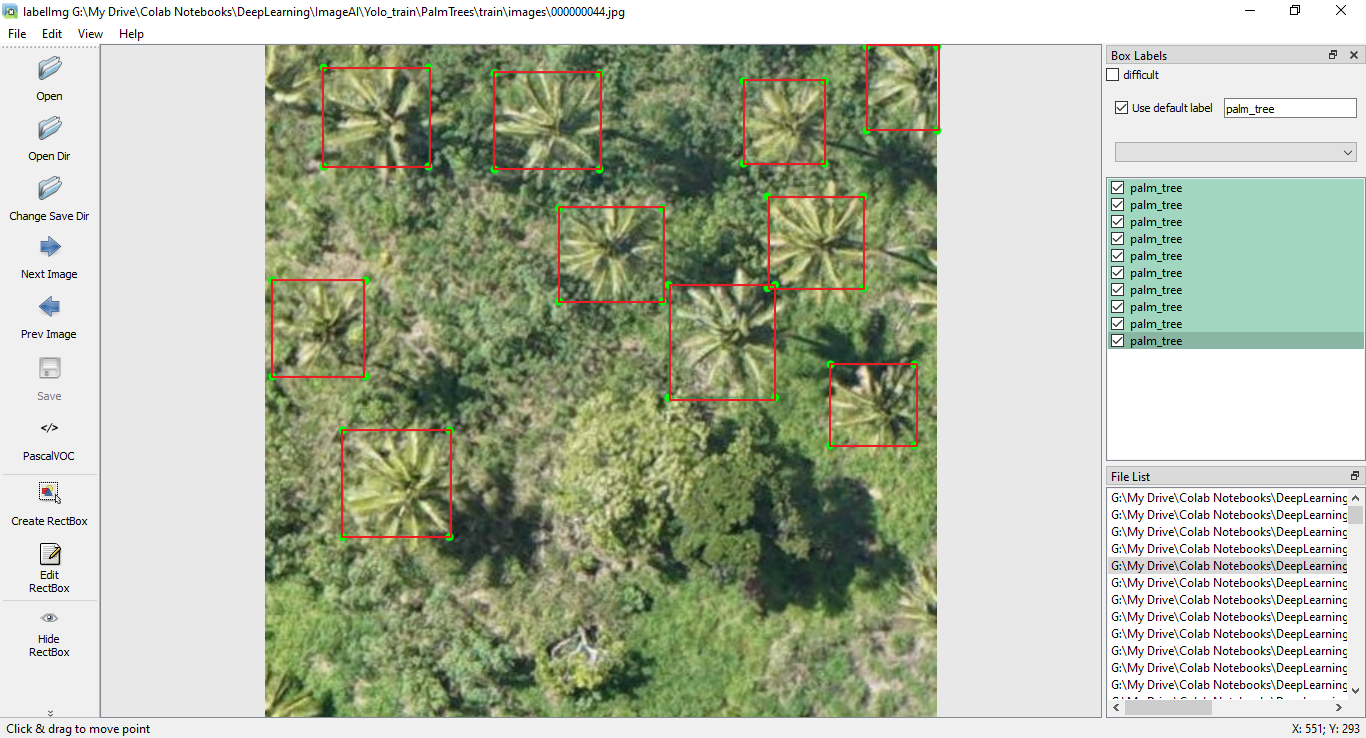 labelImg G:\My Drive\Colab Notebooks\DeepLearning\ImageAI\Yolo_train\PalmTrees\train\images\000000044.jpg
File Edit View Help
Open
Open Dir
Change Save Dir
Next Image
Prev Image
Save
</>
PascalVOC
Create RectBox
Edit
RectBox
Hide
RectBox
Box Labels
difficult
Use default label palm_tree
palm_tree
palm_tree
palm_tree
palm_tree
palm_tree
palm_tree
palm_tree
palm_tree
palm_tree
palm_tree
File List
G:\My Drive\Colab Notebooks\DeepLearning
G:\My Drive\Colab Notebooks\DeepLearning
G:\My Drive\Colab Notebooks\DeepLearning
G:\My Drive\Colab Notebooks\DeepLearning
G:\My Drive\Colab Notebooks\DeepLearning
G:\My Drive\Colab Notebooks\DeepLearning
G:\My Drive\Colab Notebooks\DeepLearning
G:\My Drive\Colab Notebooks\DeepLearning
G:\My Drive\Colab Notebooks\DeepLearning
G:\My Drive\Colab Notebooks\DeepLearning
G:\My Drive\Colab Notebooks\DeepLearning
G:\My Drive\Colab Notebooks\DeepLearning
Click & drag to move point
X: 551; Y: 293